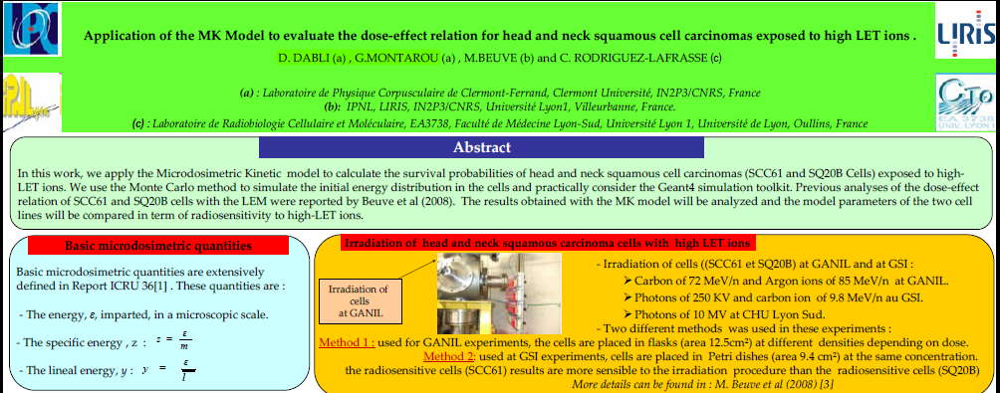 Application of the MK Model to evaluate the dose-effect relation for head and neck squamous cell carcinomas exposed to high LET ions .
D. DABLI (a) , G.MONTAROU (a) , M.BEUVE (b) and C. RODRIGUEZ-LAFRASSE (c)
(a) : Laboratoire de Physique Corpusculaire de Clermont-Ferrand, Clermont Université, IN2P3/CNRS, France
(b): IPNL, LIRIS, IN2P3/CNRS, Université Lyon1, Villeurbanne, France.
(c) : Laboratoire de Radiobiologie Cellulaire et Moléculaire, EA3738, Faculté de Médecine Lyon-Sud, Université Lyon 1, Université de Lyon, Oullins, France
LIRIS
EA 3738
UNIV. LYON 1
Abstract
In this work, we apply the Microdosimetric Kinetic model to calculate the survival probabilities of head and neck squamous cell carcinomas (SCC61 and SQ20B Cells) exposed to high-
LET ions. We use the Monte Carlo method to simulate the initial energy distribution in the cells and practically consider the Geant4 simulation toolkit. Previous analyses of the dose-effect
relation of SCC61 and SQ20B cells with the LEM were reported by Beuve et al (2008). The results obtained with the MK model will be analyzed and the model parameters of the two cell
lines will be compared in term of radiosensitivity to high-LET ions.
Basic microdosimetric quantities
Basic microdosimetric quantities are extensively
defined in Report ICRU 36[1] . These quantities are :
- The energy, ε, imparted, in a microscopic scale.
- The specific energy , z : z = ε/m
- The lineal energy, y : y = ε/l̅
Irradiation of head and neck squamous carcinoma cells with high LET ions
Irradiation of
cells
at GANIL
- Irradiation of cells ((SCC61 et SQ20B) at GANIL and at GSI :
➢ Carbon of 72 MeV/n and Argon ions of 85 MeV/n at GANIL.
➢ Photons of 250 KV and carbon ion of 9.8 MeV/n au GSI.
➢ Photons of 10 MV at CHU Lyon Sud.
- Two different methods was used in these experiments :
Method 1 : used for GANIL experiments, the cells are placed in flasks (area 12.5cm²) at different densities depending on dose.
Method 2: used at GSI experiments, cells are placed in Petri dishes (area 9.4 cm²) at the same concentration.
the radiosensitive cells (SCC61) results are more sensible to the irradiation procedure than the radiosensitive cells (SQ20B)
More details can be found in : M. Beuve et al (2008) [3]